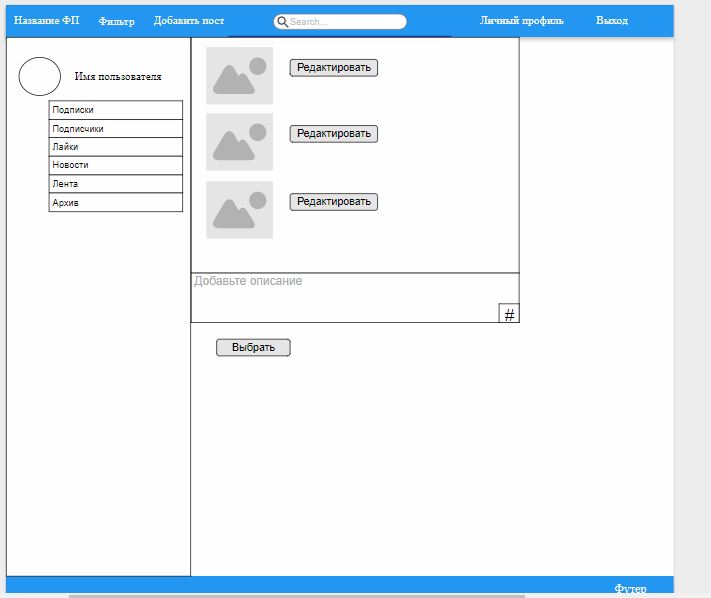 Название ФП Фильтр Добавить пост Search... Личный профиль Выход
Имя пользователя
Подписки
Подписчики
Лайки
Новости
Лента
Архив
Редактировать
Редактировать
Редактировать
Добавьте описание
#
Выбрать
Футер